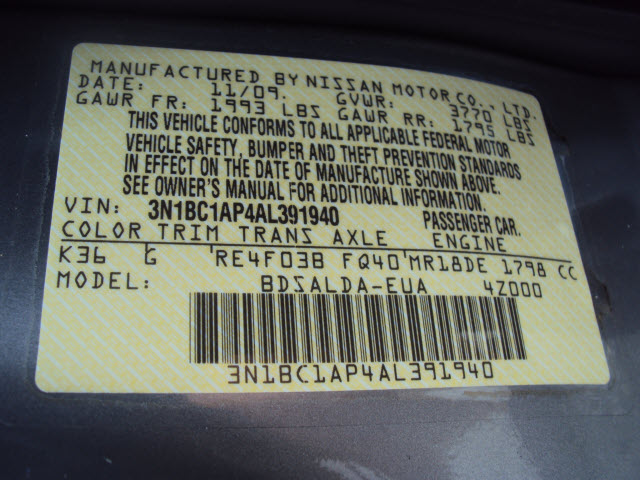 MANUFACTURED BY NISSAN MOTOR CO., LTD.
DATE: 11/09. GVWR: 3770 LBS
GAWR FR: 1993 LBS GAWR RR: 1795 LBS
THIS VEHICLE CONFORMS TO ALL APPLICABLE FEDERAL MOTOR
VEHICLE SAFETY, BUMPER AND THEFT PREVENTION STANDARDS
IN EFFECT ON THE DATE OF MANUFACTURE SHOWN ABOVE.
SEE OWNER'S MANUAL FOR ADDITIONAL INFORMATION.
VIN: 3N1BC1AP4AL391940 PASSENGER CAR.
COLOR TRIM TRANS AXLE ENGINE
K36 G RE4F03B FQ40 MR18DE 1798 CC
MODEL: BDSALDA-EUA 4Z000
3N1BC1AP4AL391940